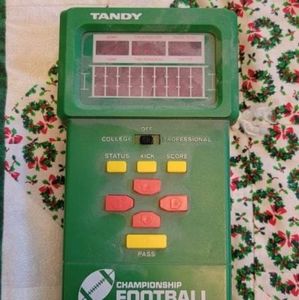 TANDY
OFF
COLLEGE PROFESSIONAL
STATUS KICK SCORE
PASS
CHAMPIONSHIP
FOOTBALL